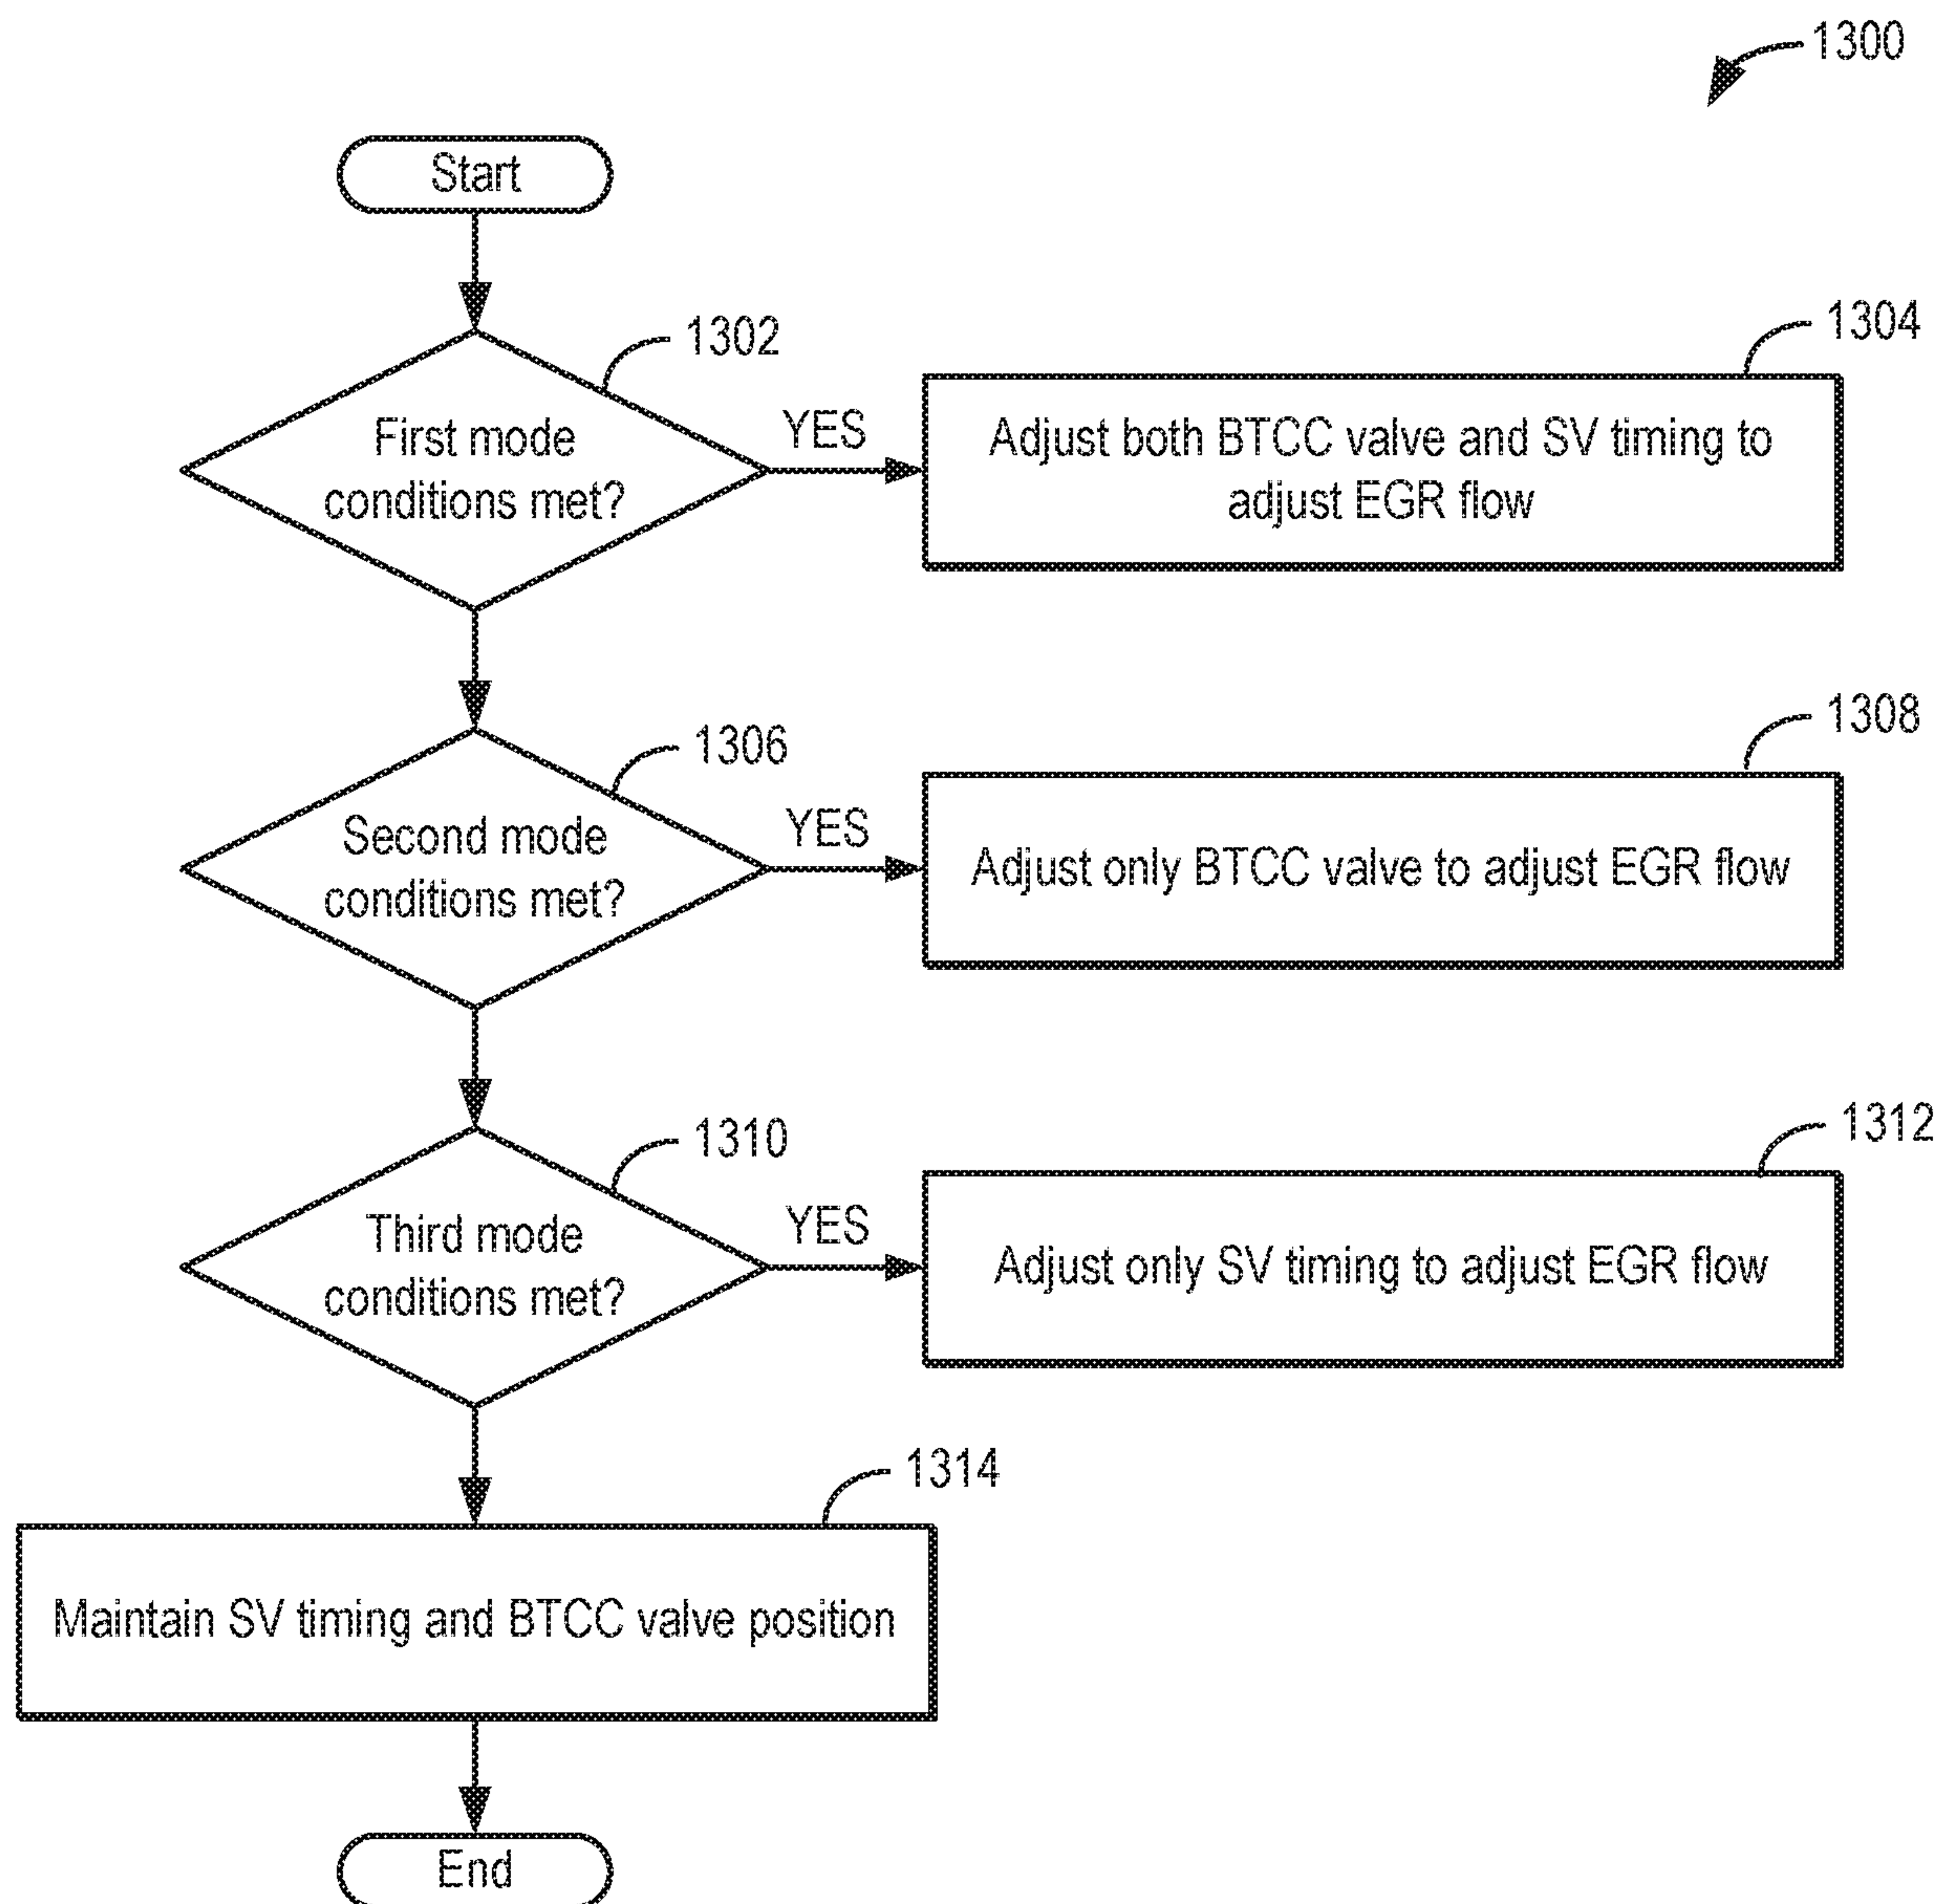 1300
Start
1302
First mode
conditions met?
YES
1304
Adjust both BTCC valve and SV timing to
adjust EGR flow
1306
Second mode
conditions met?
YES
1308
Adjust only BTCC valve to adjust EGR flow
1310
Third mode
conditions met?
YES
1312
Adjust only SV timing to adjust EGR flow
1314
Maintain SV timing and BTCC valve position
End